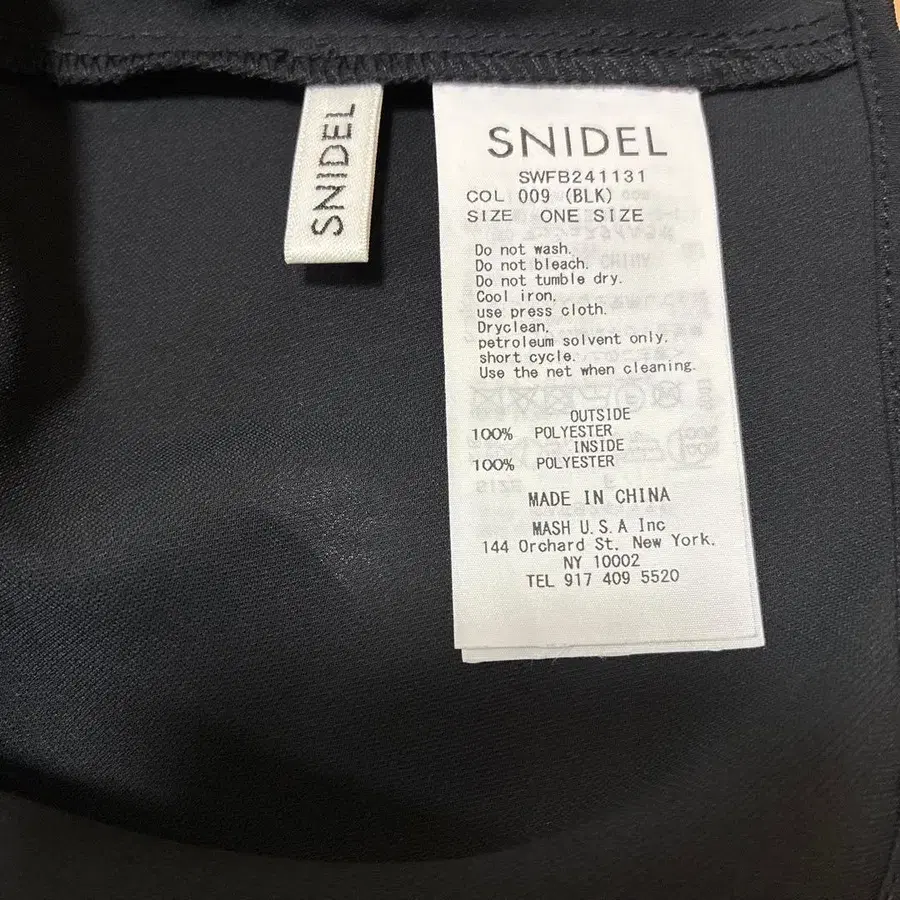 SNIDEL
SNIDEL
SWFB241131
COL 009 (BLK)
SIZE ONE SIZE
Do not wash.
Do not bleach.
Do not tumble dry.
Cool iron,
use press cloth.
Dryclean,
petroleum solvent only.
short cycle.
Use the net when cleaning.
OUTSIDE
100% POLYESTER
INSIDE
100% POLYESTER
MADE IN CHINA
MASH U.S.A Inc
144 Orchard St, New York.
NY 10002
TEL 917 409 5520